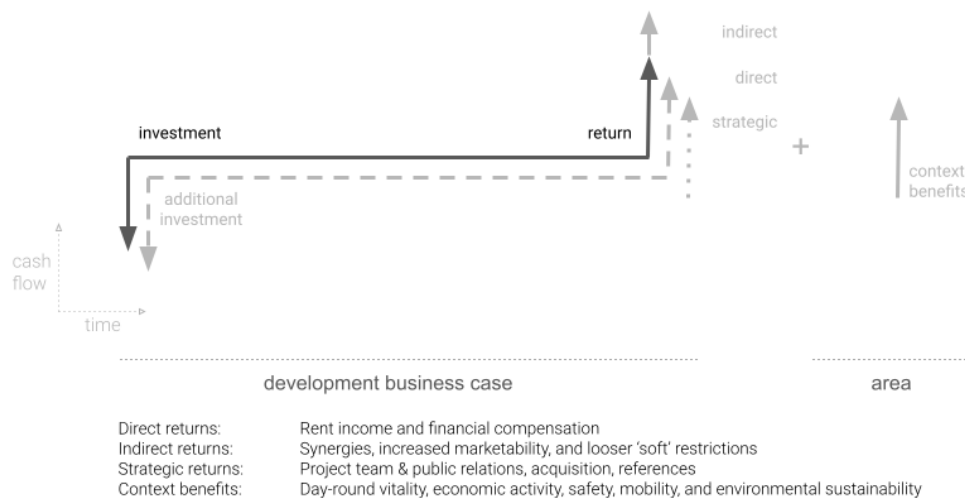 indirect
direct
strategic
investment
return
+
context
benefits
additional
investment
cash
flow
time
development business case
area
Direct returns: Rent income and financial compensation
Indirect returns: Synergies, increased marketability, and looser ‘soft’ restrictions
Strategic returns: Project team & public relations, acquisition, references
Context benefits: Day-round vitality, economic activity, safety, mobility, and environmental sustainability